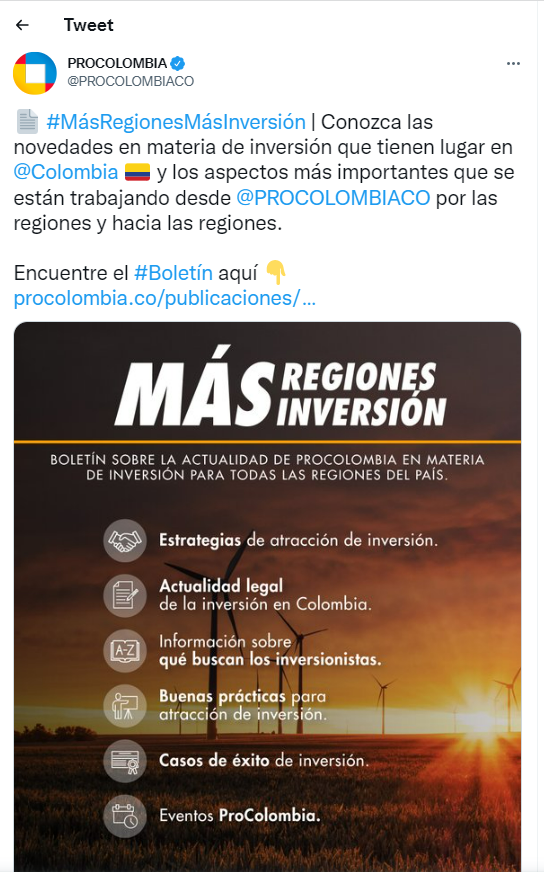 Tweet
PROCOLOMBIA
@PROCOLOMBIACO
#MásRegionesMásInversión | Conozca las
novedades en materia de inversión que tienen lugar en
@Colombia 🇨🇴 y los aspectos más importantes que se
están trabajando desde @PROCOLOMBIACO por las
regiones y hacia las regiones.
Encuentre el #Boletín aquí 👇
procolombia.co/publicaciones/...
MÁS REGIONES
INVERSIÓN
BOLETÍN SOBRE LA ACTUALIDAD DE PROCOLOMBIA EN MATERIA
DE INVERSIÓN PARA TODAS LAS REGIONES DEL PAÍS.
Estrategias de atracción de inversión.
Actualidad legal
de la inversión en Colombia.
A-Z
Información sobre
qué buscan los inversionistas.
Buenas prácticas para
atracción de inversión.
Casos de éxito de inversión.
Eventos ProColombia.